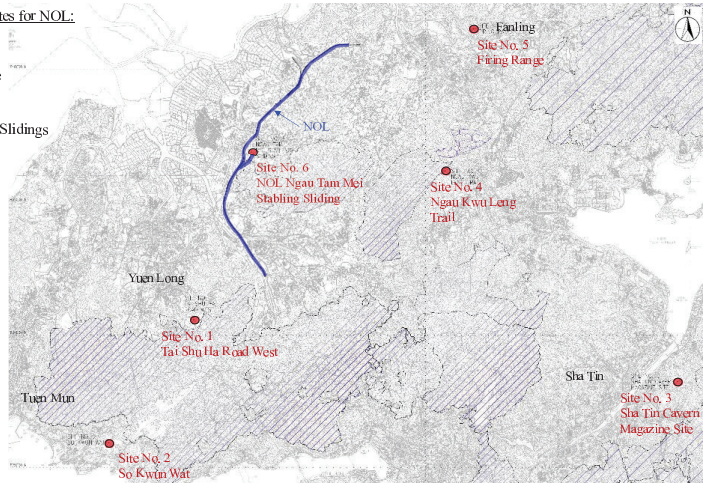 tes for NOL:
Slidings
N
Fanling
Site No. 5
Firing Range
NOL
Site No. 6
NOL Ngau Tam Mei
Stabling Sliding
Site No. 4
Ngau Kwu Leng
Trail
Yuen Long
Site No. 1
Tai Shu Ha Road West
Sha Tin
Tuen Mun
Site No. 3
Sha Tin Cavern
Magazine Site
Site No. 2
So Kwun Wat